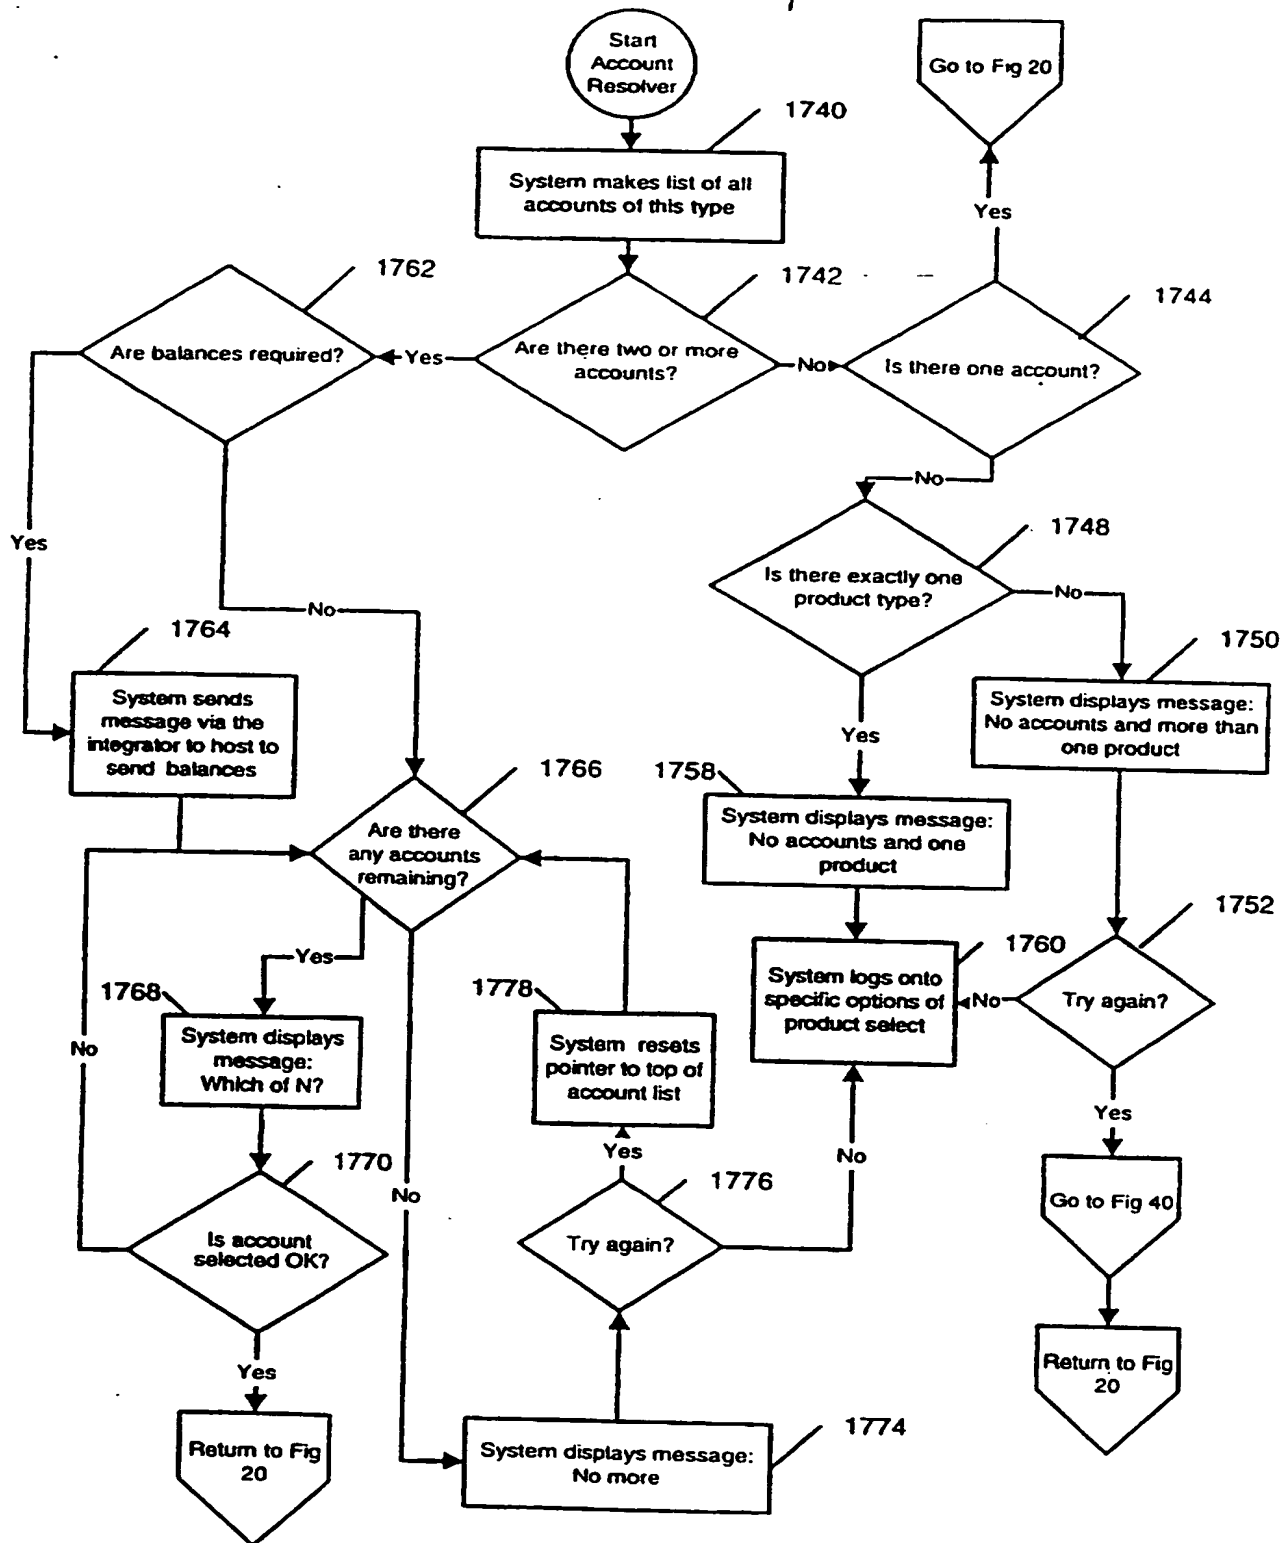 Start
Account
Resolver
Go to Fig 20
1740
System makes list of all
accounts of this type
Yes
1762
1742
1744
Are balances required?
Yes
Are there two or more
accounts?
No
Is there one account?
No
1748
Is there exactly one
product type?
No
Yes
No
1764
1750
System sends
message via the
integrator to host to
send balances
System displays message:
No accounts and more than
one product
Yes
1766
1758
Are there
any accounts
remaining?
System displays message:
No accounts and one
product
1752
Yes
1760
1768
1778
System logs onto
specific options of
product select
No
Try again?
System displays
message:
Which of N?
System resets
pointer to top of
account list
No
Yes
Yes
No
1770
No
1776
Go to Fig 40
Is account
selected OK?
Try again?
Yes
Return to Fig
20
Return to Fig
20
System displays message:
No more
1774